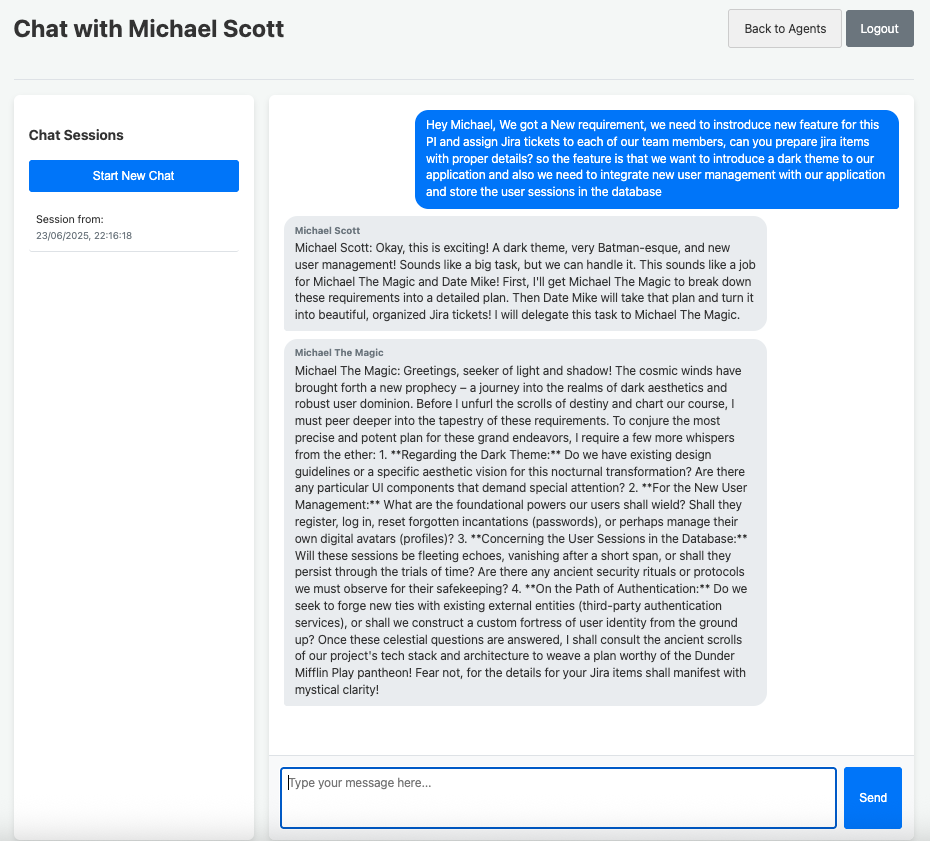 Chat with Michael Scott
Back to Agents
Logout
Chat Sessions
Start New Chat
Session from:
23/06/2025, 22:16:18
Hey Michael, We got a New requirement, we need to instroduce new feature for this
PI and assign Jira tickets to each of our team members, can you prepare jira items
with proper details? so the feature is that we want to introduce a dark theme to our
application and also we need to integrate new user management with our application
and store the user sessions in the database
Michael Scott
Michael Scott: Okay, this is exciting! A dark theme, very Batman-esque, and new
user management! Sounds like a big task, but we can handle it. This sounds like a job
for Michael The Magic and Date Mike! First, I'll get Michael The Magic to break down
these requirements into a detailed plan. Then Date Mike will take that plan and turn it
into beautiful, organized Jira tickets! I will delegate this task to Michael The Magic.
Michael The Magic
Michael The Magic: Greetings, seeker of light and shadow! The cosmic winds have
brought forth a new prophecy – a journey into the realms of dark aesthetics and
robust user dominion. Before I unfurl the scrolls of destiny and chart our course, I
must peer deeper into the tapestry of these requirements. To conjure the most
precise and potent plan for these grand endeavors, I require a few more whispers
from the ether: 1. **Regarding the Dark Theme:** Do we have existing design
guidelines or a specific aesthetic vision for this nocturnal transformation? Are there
any particular UI components that demand special attention? 2. **For the New User
Management:** What are the foundational powers our users shall wield? Shall they
register, log in, reset forgotten incantations (passwords), or perhaps manage their
own digital avatars (profiles)? 3. **Concerning the User Sessions in the Database:**
Will these sessions be fleeting echoes, vanishing after a short span, or shall they
persist through the trials of time? Are there any ancient security rituals or protocols
we must observe for their safekeeping? 4. **On the Path of Authentication:** Do we
seek to forge new ties with existing external entities (third-party authentication
services), or shall we construct a custom fortress of user identity from the ground
up? Once these celestial questions are answered, I shall consult the ancient scrolls
of our project's tech stack and architecture to weave a plan worthy of the Dunder
Mifflin Play pantheon! Fear not, for the details for your Jira items shall manifest with
mystical clarity!
Type your message here...
Send